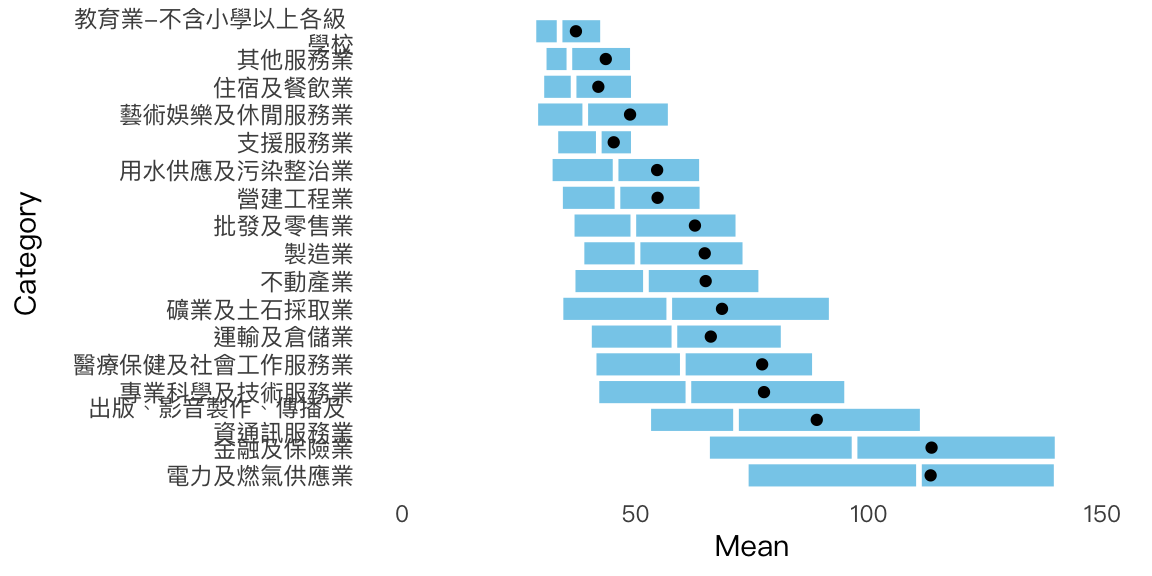 教育業–不含小學以上各級
學校
其他服務業
住宿及餐飲業
藝術娛樂及休閒服務業
支援服務業
用水供應及污染整治業
營建工程業
批發及零售業
製造業
不動產業
礦業及土石採取業
運輸及倉儲業
醫療保健及社會工作服務業
專業科學及技術服務業
出版、影音製作、傳播及
資通訊服務業
金融及保險業
電力及燃氣供應業
Category
0
50
100
150
Mean